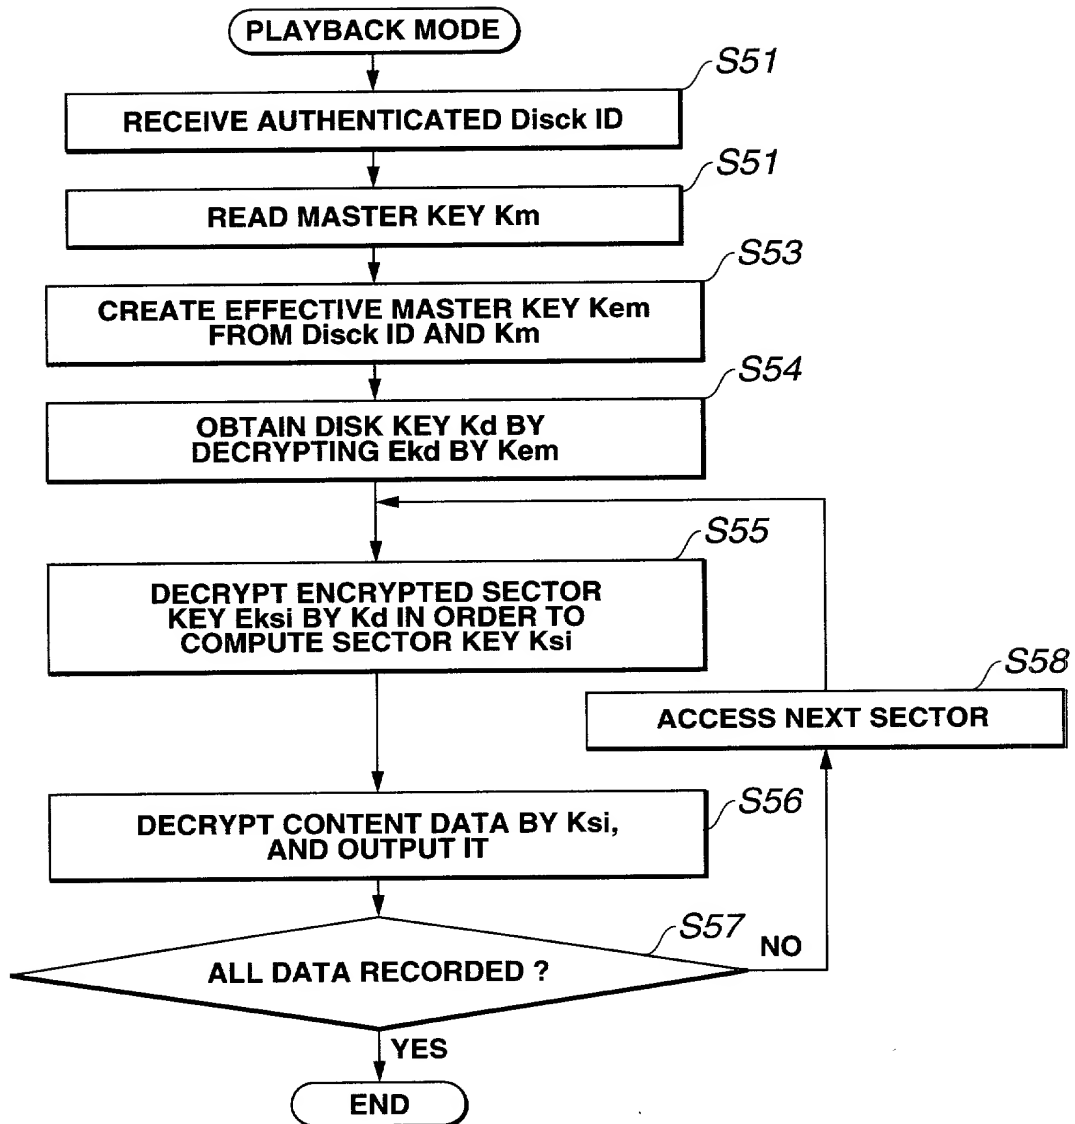 PLAYBACK MODE
S51
RECEIVE AUTHENTICATED Disck ID
S51
READ MASTER KEY Km
S53
CREATE EFFECTIVE MASTER KEY Kem
FROM Disck ID AND Km
S54
OBTAIN DISK KEY Kd BY
DECRYPTING Ekd BY Kem
S55
DECRYPT ENCRYPTED SECTOR
KEY Eksi BY Kd IN ORDER TO
COMPUTE SECTOR KEY Ksi
S58
ACCESS NEXT SECTOR
S56
DECRYPT CONTENT DATA BY Ksi,
AND OUTPUT IT
S57
NO
ALL DATA RECORDED ?
YES
END